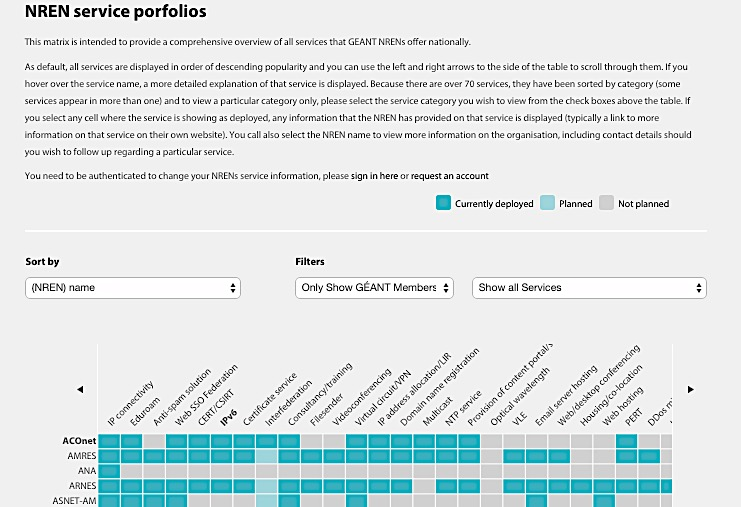 NREN service porfolios
This matrix is intended to provide a comprehensive overview of all services that GEANT NRENs offer nationally.
As default, all services are displayed in order of descending popularity and you can use the left and right arrows to the side of the table to scroll through them. If you
hover over the service name, a more detailed explanation of that service is displayed. Because there are over 70 services, they have been sorted by category (some
services appear in more than one) and to view a particular category only, please select the service category you wish to view from the check boxes above the table. If
you select any cell where the service is showing as deployed, any information that the NREN has provided on that service is displayed (typically a link to more
information on that service on their own website). You call also select the NREN name to view more information on the organisation, including contact details should
you wish to follow up regarding a particular service.
You need to be authenticated to change your NRENs service information, please sign in here or request an account
Currently deployed Planned Not planned
Sort by Filters
(NREN) name Only Show GÉANT Members Show all Services
IP connectivity
Eduroam
Anti-spam solution
Web SSO Federation
CERT/CSIRT
IPv6
Certificate service
Interfederation
Consultancy/training
Filesender
Videoconferencing
Virtual circuit/VPN
IP address allocation/LIR
Domain name registration
Multicast
NTP service
Provision of content portal/s
Optical wavelength
VLE
Email server hosting
Web/desktop conferencing
Housing/co-location
Web hosting
PERT
DDos
ACOnet
AMRES
ANA
ARNES
ASNET-AM